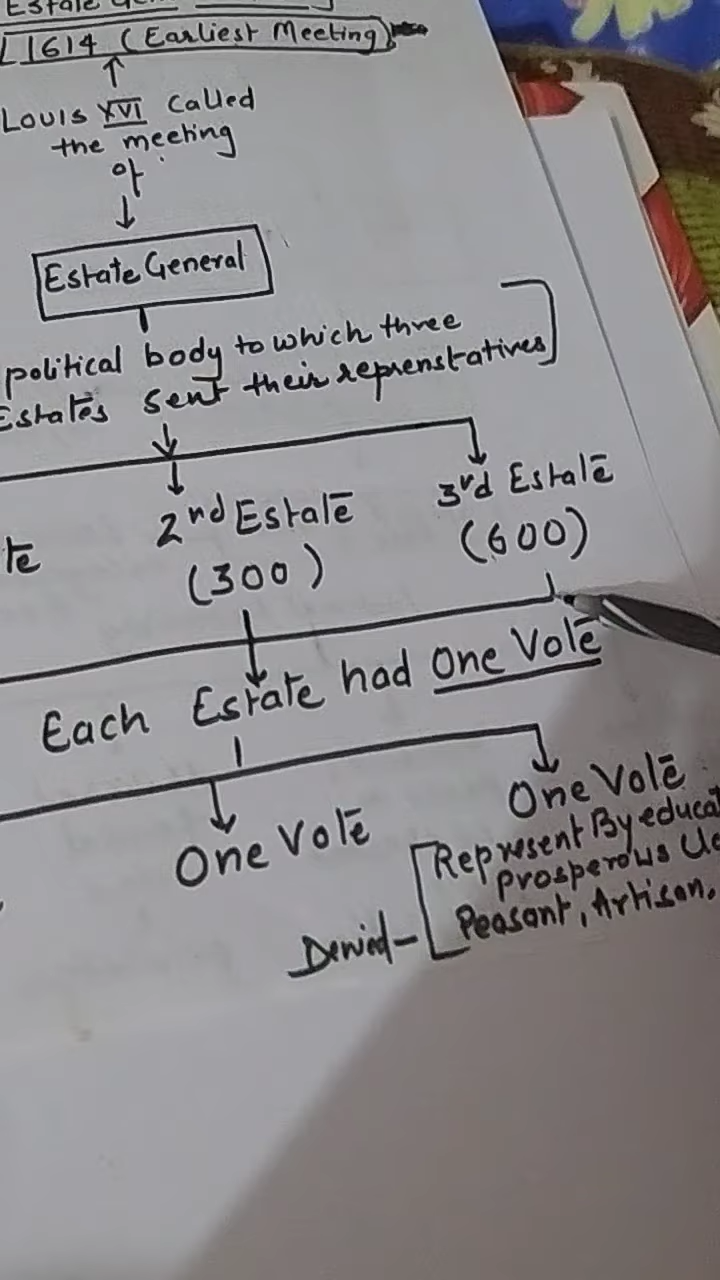 Estate
1614 (Earliest Meeting)
Louis XVI called
the meeting
of
Estate General
political body to which three
Estates sent their reprenstatives
te 2nd Estate 3rd Estate
(300) (600)
Each Estate had One Vote
One Vote One Vote
Represent By educat
prosperous
Denied - Peasant, Artison,